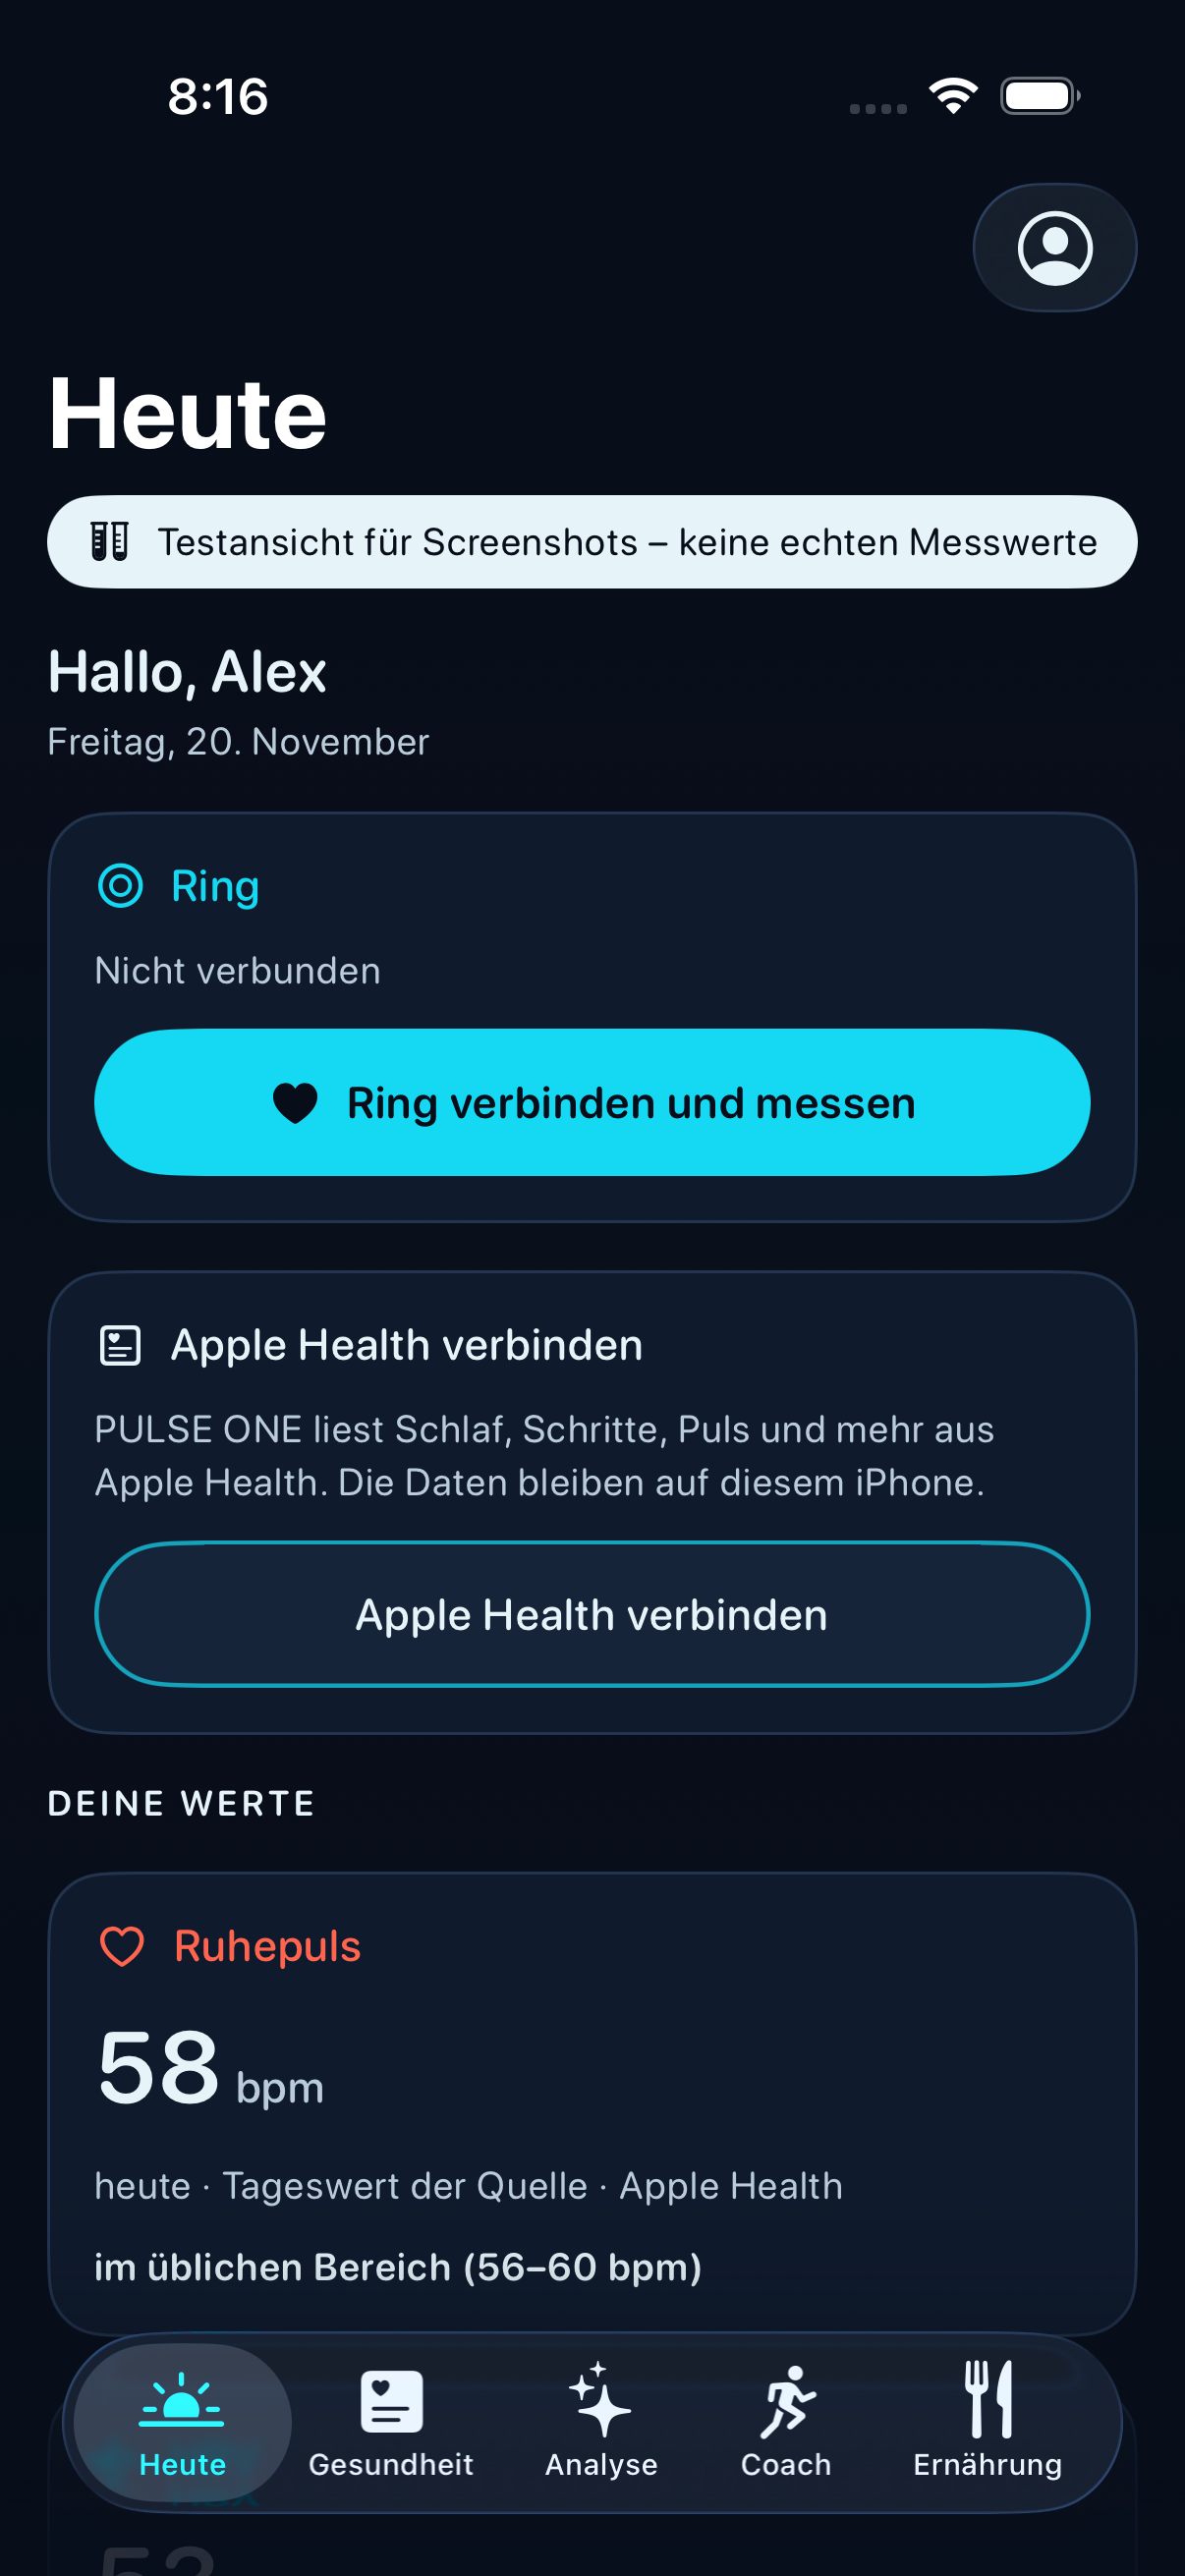 8:16
Heute
Testansicht für Screenshots – keine echten Messwerte
Hallo, Alex
Freitag, 20. November
Ring
Nicht verbunden
Ring verbinden und messen
Apple Health verbinden
PULSE ONE liest Schlaf, Schritte, Puls und mehr aus
Apple Health. Die Daten bleiben auf diesem iPhone.
Apple Health verbinden
DEINE WERTE
Ruhepuls
58 bpm
heute · Tageswert der Quelle · Apple Health
im üblichen Bereich (56–60 bpm)
Heute Gesundheit Analyse Coach Ernährung